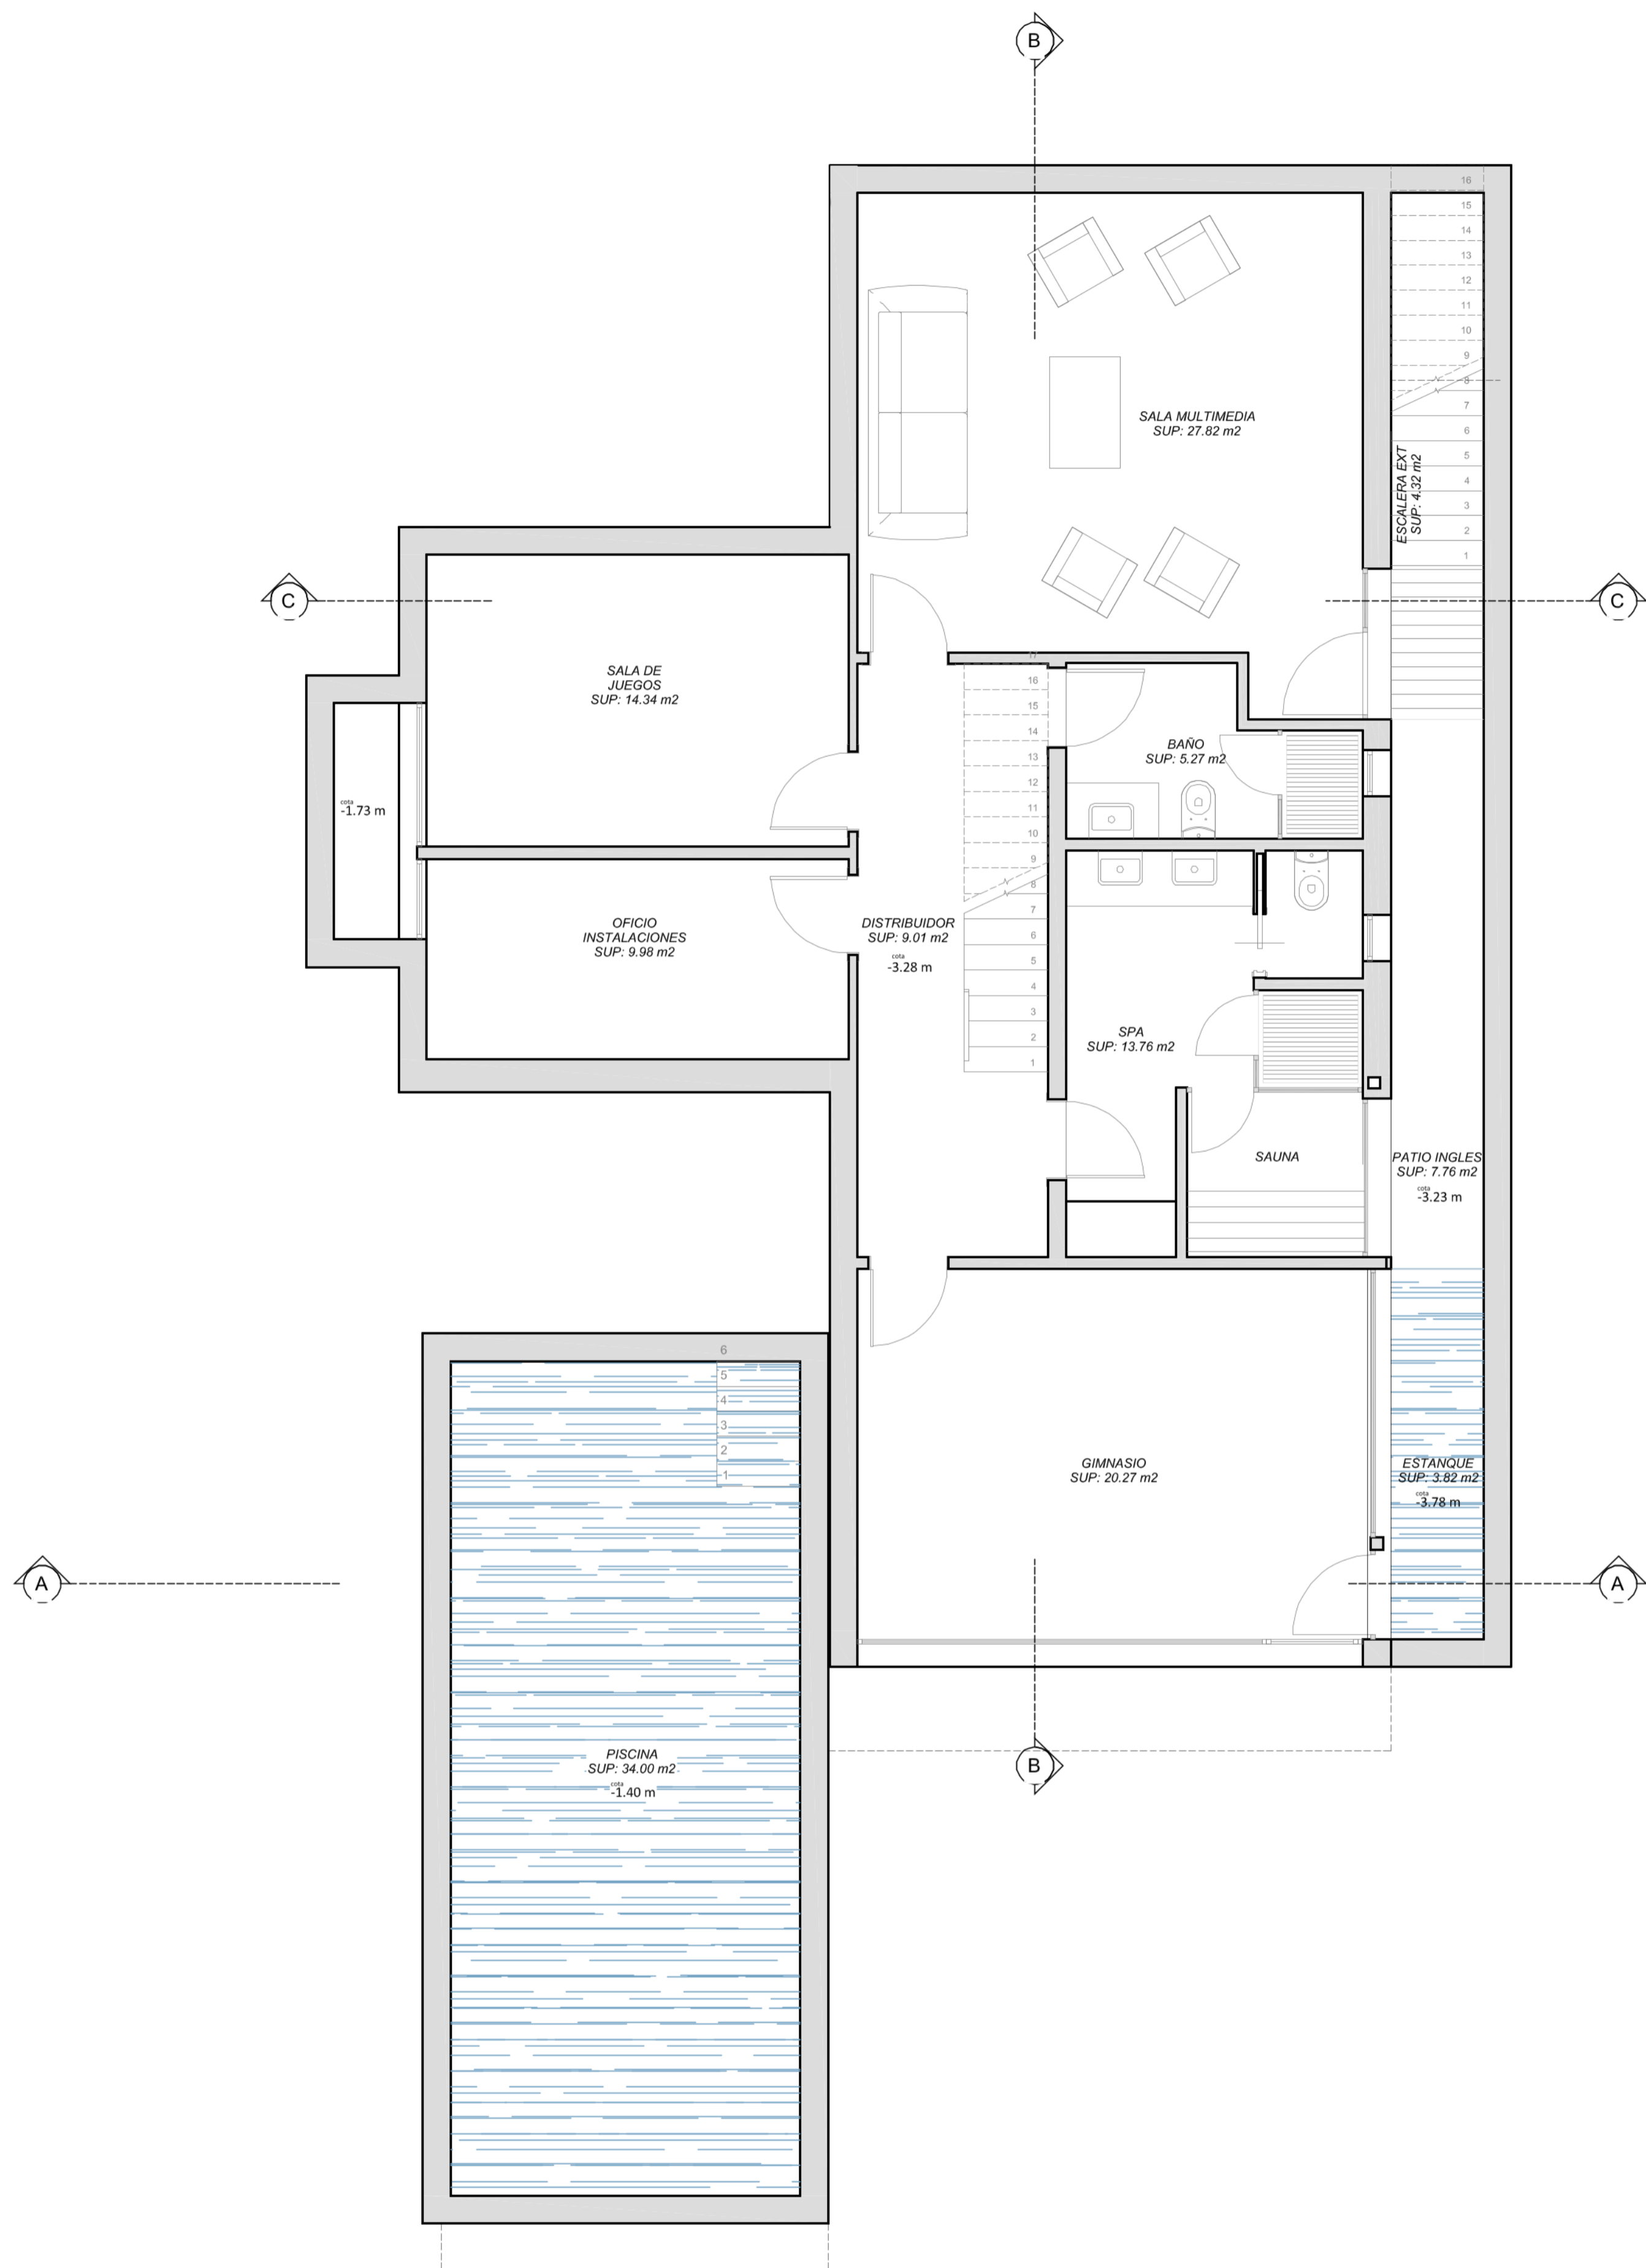 B
16
15
14
13
12
11
10
9
8
7
6
5
4
3
2
1
ESCALERA EXT
SUP: 4.32 m2
SALA MULTIMEDIA
SUP: 27.82 m2
C
C
SALA DE
JUEGOS
SUP: 14.34 m2
cota
-1.73 m
17
16
15
14
13
12
11
10
9
8
7
6
5
4
3
2
1
BAÑO
SUP: 5.27 m2
OFICIO
INSTALACIONES
SUP: 9.98 m2
DISTRIBUIDOR
SUP: 9.01 m2
cota
-3.28 m
SPA
SUP: 13.76 m2
SAUNA
PATIO INGLES
SUP: 7.76 m2
cota
-3.23 m
6
5
4
3
2
1
GIMNASIO
SUP: 20.27 m2
ESTANQUE
SUP: 3.82 m2
cota
-3.78 m
A
A
PISCINA
SUP: 34.00 m2
cota
-1.40 m
B